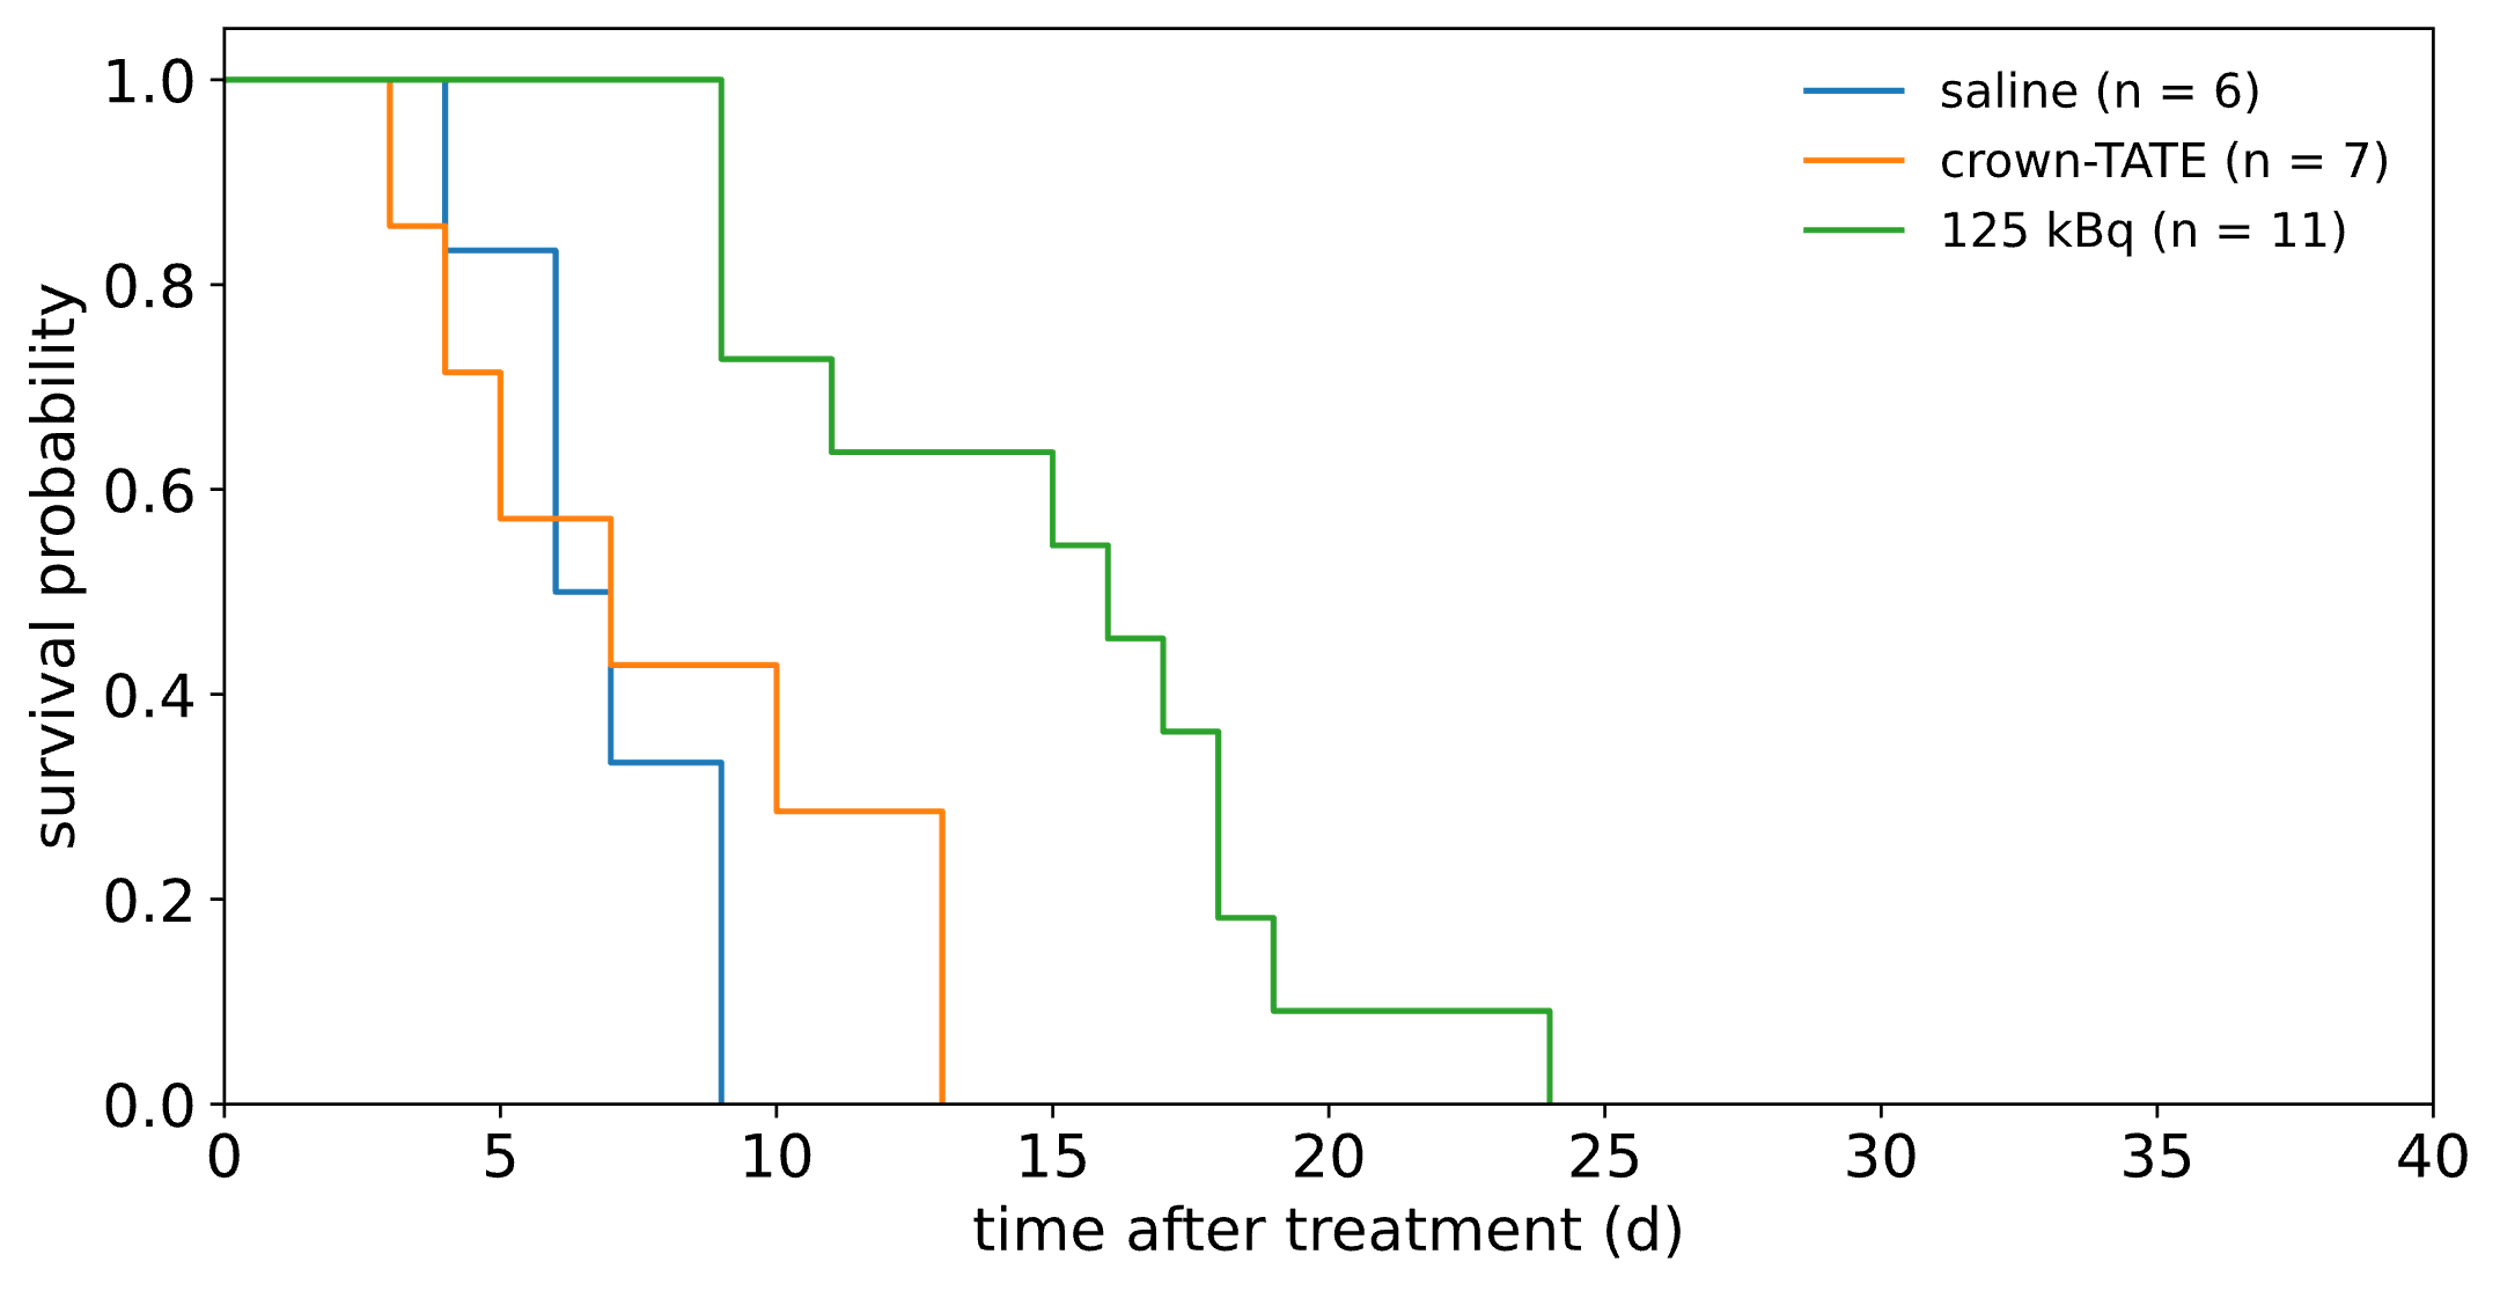 saline (n = 6)
crown-TATE (n = 7)
125 kBq (n = 11)
survival probability
1.0
0.8
0.6
0.4
0.2
0.0
0 5 10 15 20 25 30 35 40
time after treatment (d)